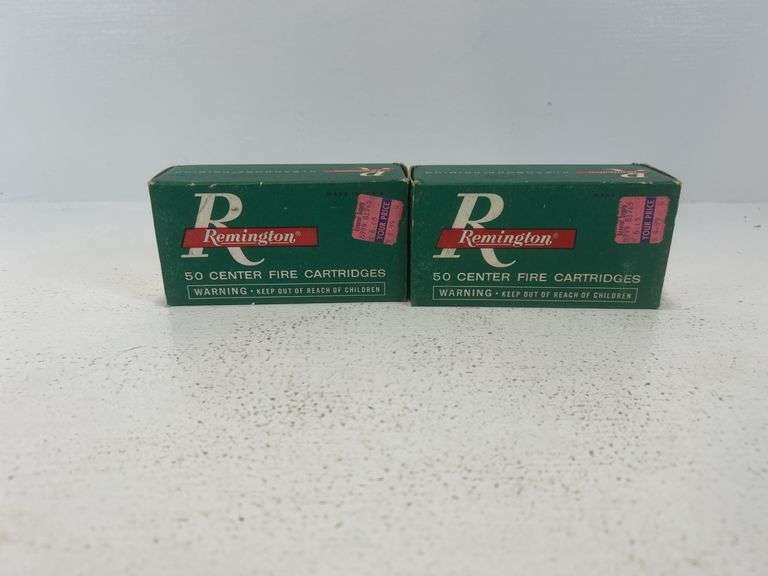 R
Remington®
50 CENTER FIRE CARTRIDGES
WARNING • KEEP OUT OF REACH OF CHILDREN
YOUR PRICE
R
Remington®
50 CENTER FIRE CARTRIDGES
WARNING • KEEP OUT OF REACH OF CHILDREN
YOUR PRICE